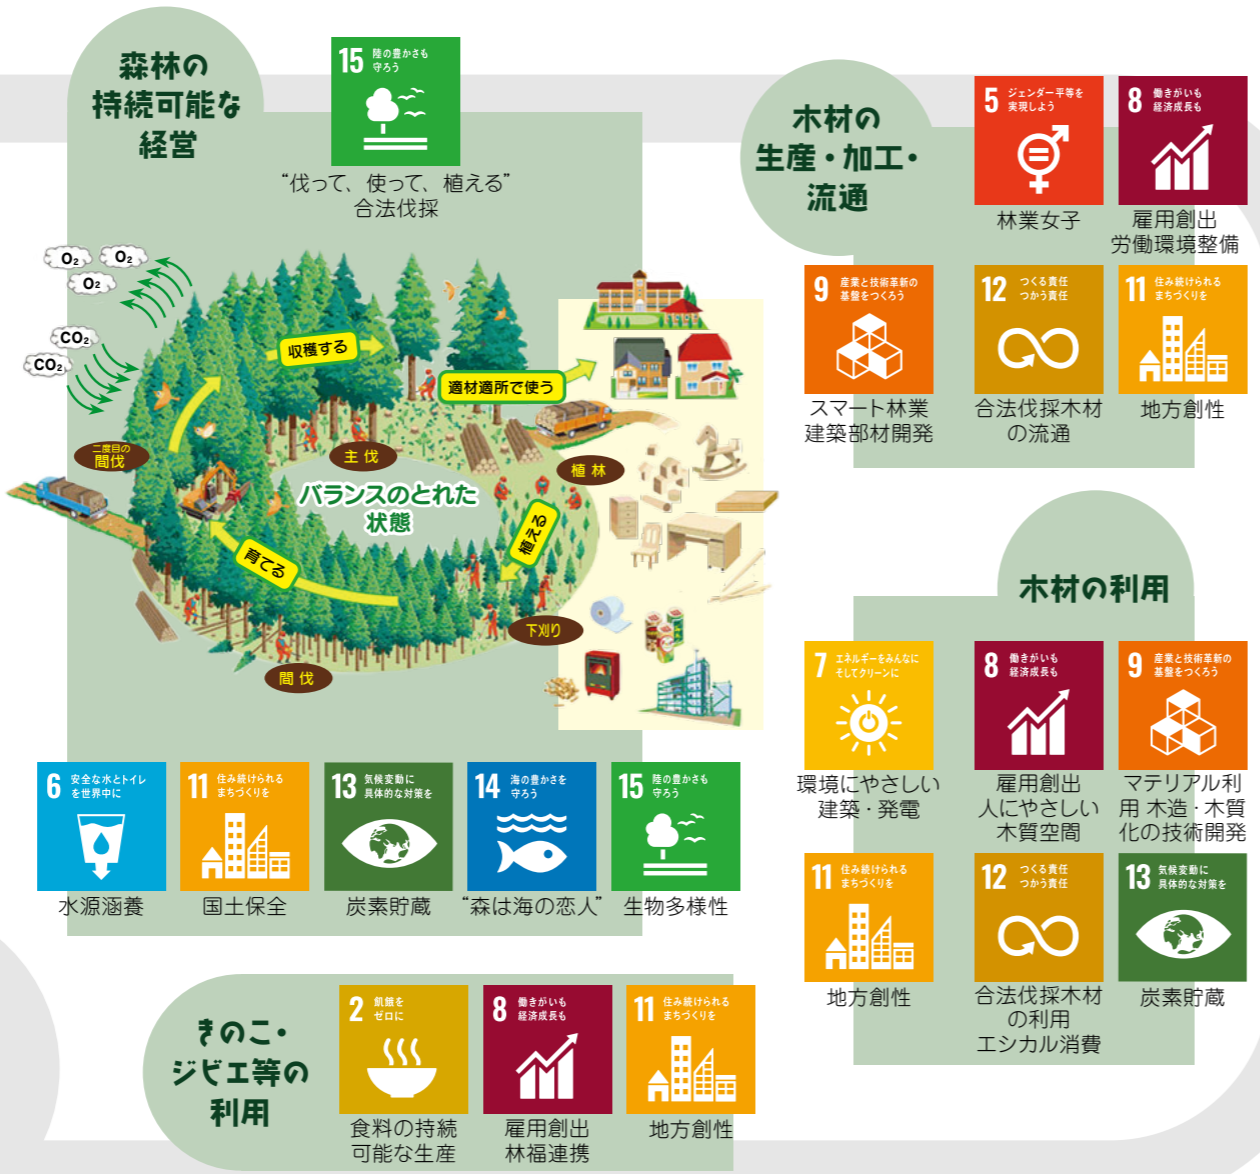 森林の
持続可能な
経営
15 陸の豊かさも
守ろう
“伐って、使って、植える”
合法伐採
O₂
O₂
O₂
CO₂
CO₂
収穫する
適材適所で使う
二度目の
間伐
主伐
植林
バランスのとれた
状態
植える
育てる
下刈り
間伐
6 安全な水とトイレ
を世界中に
水源涵養
11 住み続けられる
まちづくりを
国土保全
13 気候変動に
具体的な対策を
炭素貯蔵
14 海の豊かさを
守ろう
“森は海の恋人”
15 陸の豊かさも
守ろう
生物多様性
木材の
生産・加工・
流通
5 ジェンダー平等を
実現しよう
林業女子
8 働きがいも
経済成長も
雇用創出
労働環境整備
9 産業と技術革新の
基盤をつくろう
スマート林業
建築部材開発
12 つくる責任
つかう責任
合法伐採木材
の流通
11 住み続けられる
まちづくりを
地方創性
木材の利用
7 エネルギーをみんなに
そしてクリーンに
環境にやさしい
建築・発電
8 働きがいも
経済成長も
雇用創出
人にやさしい
木質空間
9 産業と技術革新の
基盤をつくろう
マテリアル利
用 木造・木質
化の技術開発
11 住み続けられる
まちづくりを
地方創性
12 つくる責任
つかう責任
合法伐採木材
の利用
エシカル消費
13 気候変動に
具体的な対策を
炭素貯蔵
きのこ・
ジビエ等の
利用
2 飢餓を
ゼロに
食料の持続
可能な生産
8 働きがいも
経済成長も
雇用創出
林福連携
11 住み続けられる
まちづくりを
地方創性